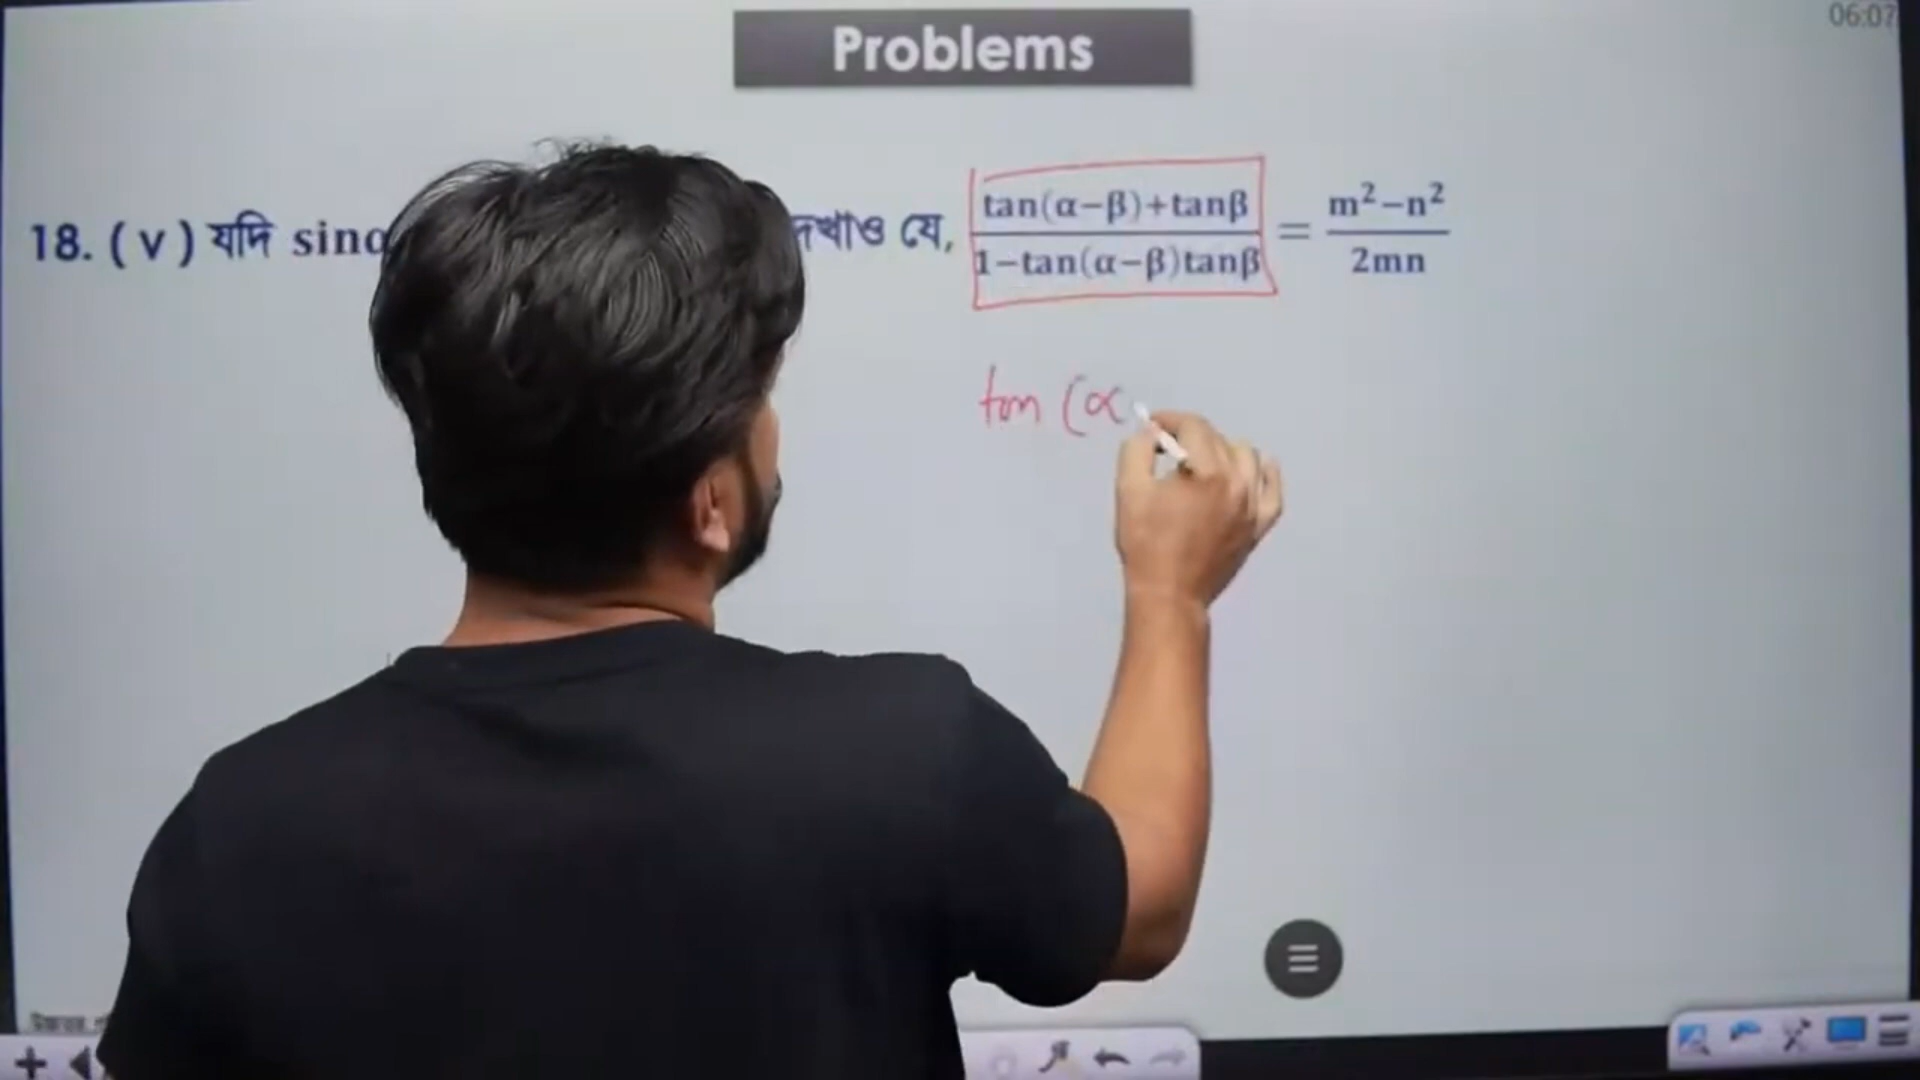 06:07
Problems
18. ( v ) যদি sinα দেখাও যে, tan(α−β)+tanβ / 1−tan(α−β)tanβ = m²−n² / 2mn
tan (α